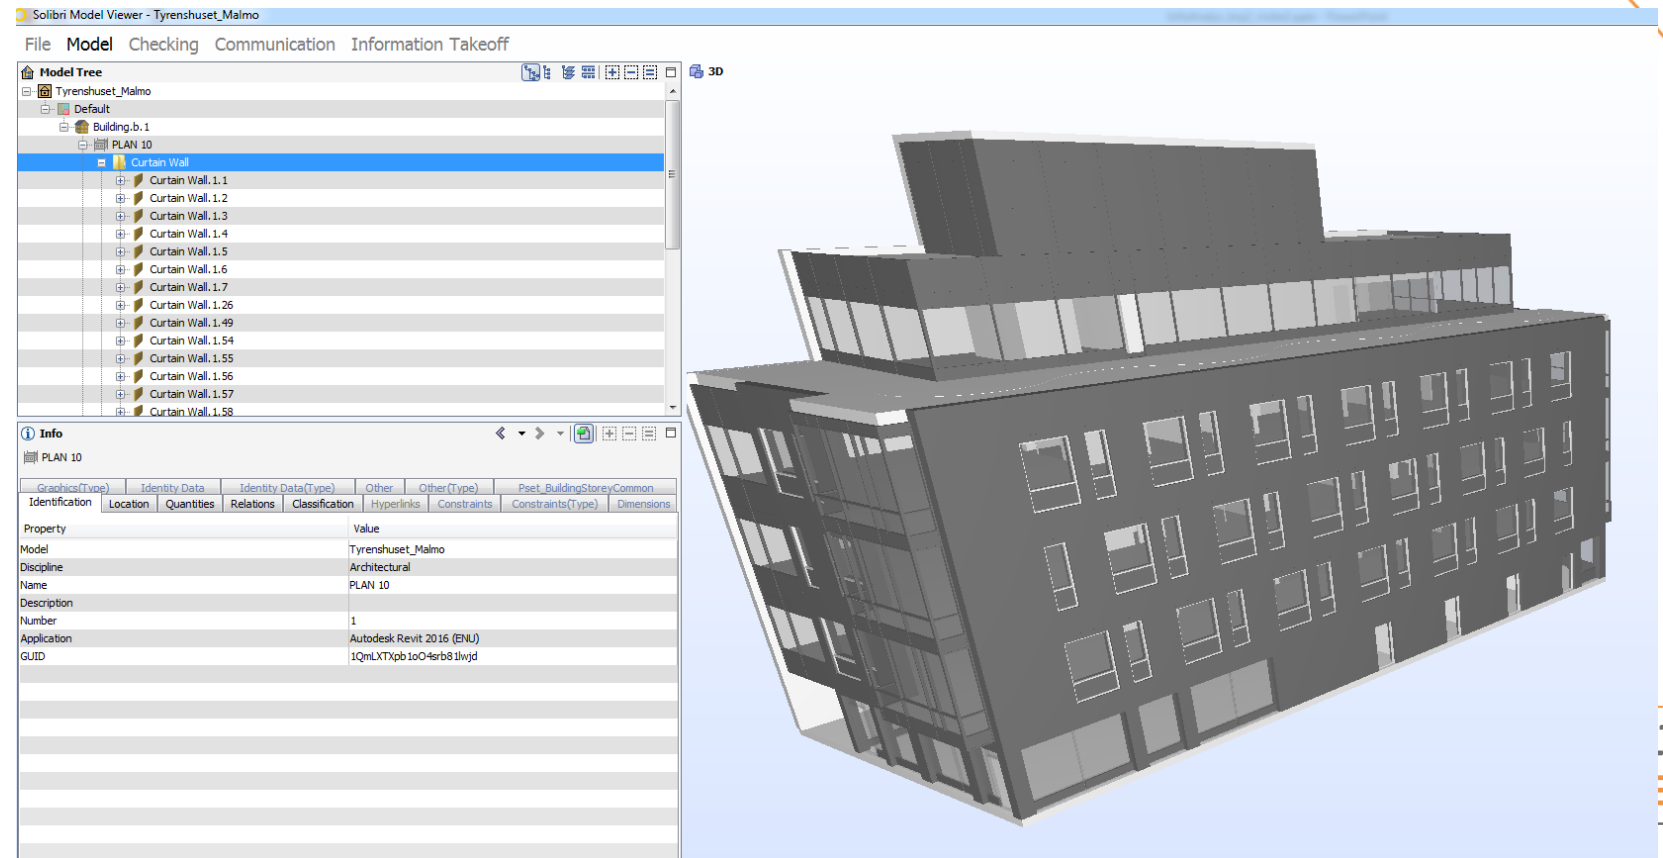 Solibri Model Viewer - Tyrenshuset_Malmo
File Model Checking Communication Information Takeoff
Model Tree
3D
Tyrenshuset_Malmo
Default
Building.b.1
PLAN 10
Curtain Wall
Curtain Wall.1.1
Curtain Wall.1.2
Curtain Wall.1.3
Curtain Wall.1.4
Curtain Wall.1.5
Curtain Wall.1.6
Curtain Wall.1.7
Curtain Wall.1.26
Curtain Wall.1.49
Curtain Wall.1.54
Curtain Wall.1.55
Curtain Wall.1.56
Curtain Wall.1.57
Curtain Wall.1.58
Info
PLAN 10
Graphics(Type) Identity Data Identity Data(Type) Other Other(Type) Pset_BuildingStoreyCommon
Identification Location Quantities Relations Classification Hyperlinks Constraints Constraints(Type) Dimensions
Property Value
Model Tyrenshuset_Malmo
Discipline Architectural
Name PLAN 10
Description
Number 1
Application Autodesk Revit 2016 (ENU)
GUID